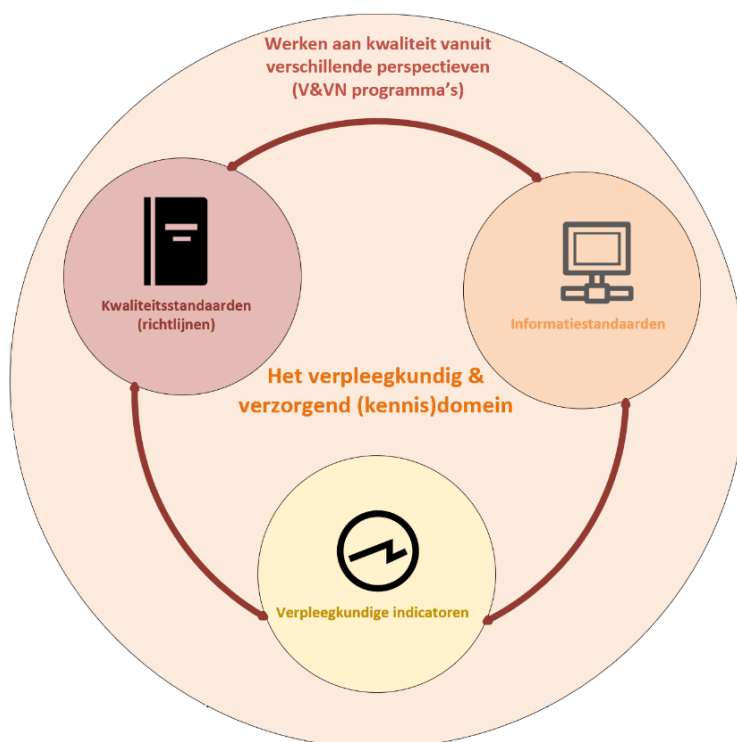 Werken aan kwaliteit vanuit
verschillende perspectieven
(V&VN programma's)
Kwaliteitsstandaarden
(richtlijnen)
Informatiestandaarden
Het verpleegkundig &
verzorgend (kennis)domein
Verpleegkundige indicatoren